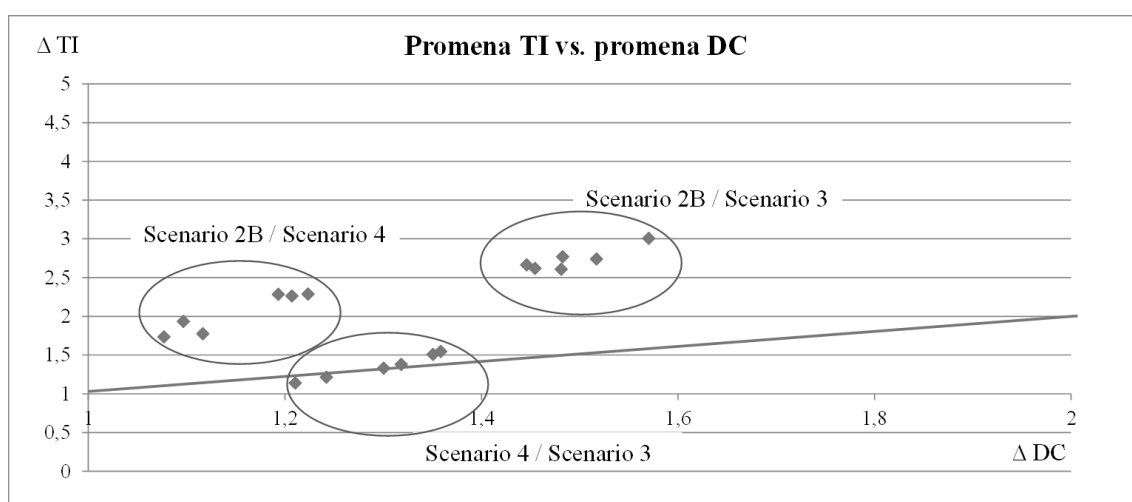 Promena TI vs. promena DC
Δ TI
5
4,5
4
3,5
3
2,5
2
1,5
1
0,5
0
Scenario 2B / Scenario 3
Scenario 2B / Scenario 4
1
1,2
1,4
1,6
1,8
2
Scenario 4 / Scenario 3
Δ DC